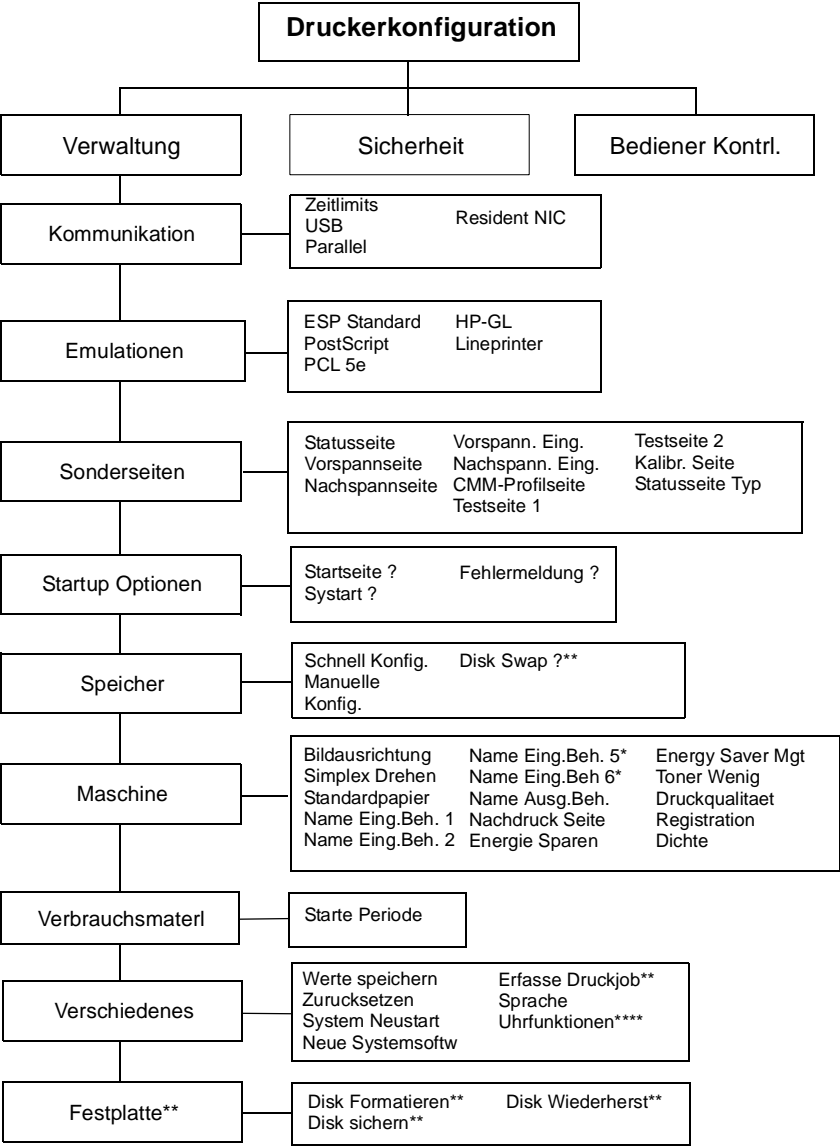 Druckerkonfiguration
Verwaltung
Sicherheit
Bediener Kontrl.
Kommunikation
Zeitlimits
USB
Parallel
Resident NIC
Emulationen
ESP Standard
PostScript
PCL 5e
HP-GL
Lineprinter
Sonderseiten
Statusseite
Vorspannseite
Nachspannseite
Vorspann. Eing.
Nachspann. Eing.
CMM-Profilseite
Testseite 1
Testseite 2
Kalibr. Seite
Statusseite Typ
Startup Optionen
Startseite ?
Systart ?
Fehlermeldung ?
Speicher
Schnell Konfig.
Manuelle
Konfig.
Disk Swap ?**
Maschine
Bildausrichtung
Simplex Drehen
Standardpapier
Name Eing.Beh. 1
Name Eing.Beh. 2
Name Eing.Beh. 5*
Name Eing.Beh 6*
Name Ausg.Beh.
Nachdruck Seite
Energie Sparen
Energy Saver Mgt
Toner Wenig
Druckqualitaet
Registration
Dichte
Verbrauchsmaterl
Starte Periode
Verschiedenes
Werte speichern
Zurucksetzen
System Neustart
Neue Systemsoftw
Erfasse Druckjob**
Sprache
Uhrfunktionen****
Festplatte**
Disk Formatieren**
Disk sichern**
Disk Wiederherst**